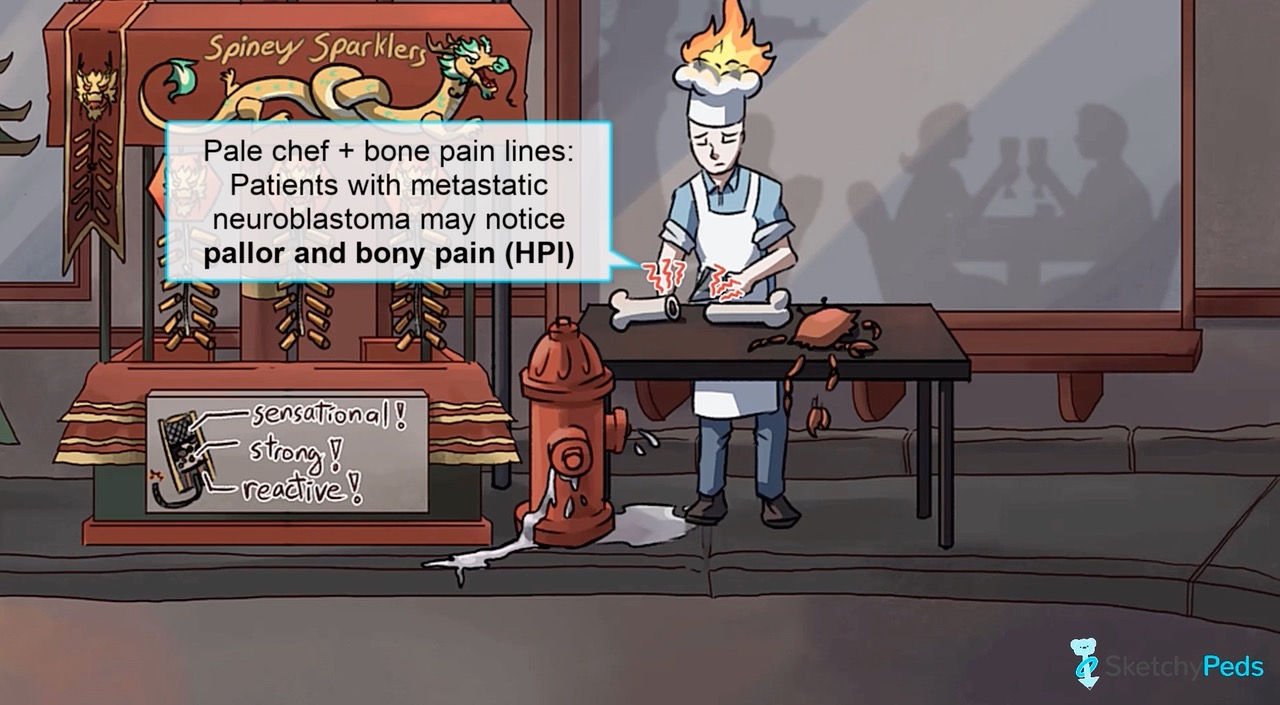 Spiney Sparklers
Pale chef + bone pain lines:
Patients with metastatic
neuroblastoma may notice
pallor and bony pain (HPI)
sensational!
strong!
reactive!
SketchyPeds